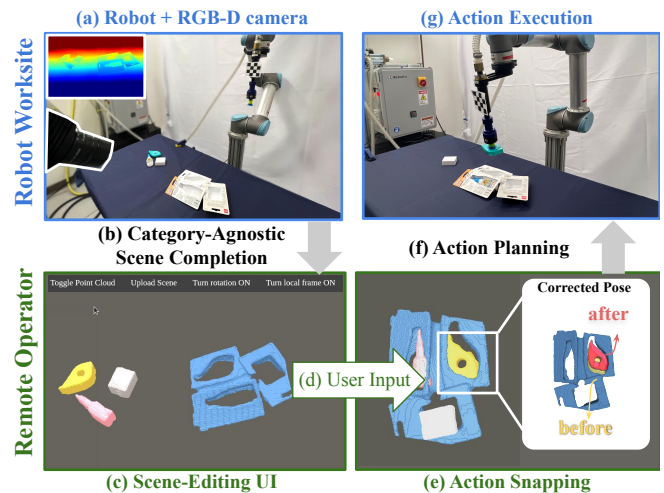 (a) Robot + RGB-D camera
(g) Action Execution
Robot Worksite
(b) Category-Agnostic
Scene Completion
(f) Action Planning
Remote Operator
Toggle Point Cloud
Upload Scene
Turn rotation ON
Turn local frame ON
(d) User Input
Corrected Pose
after
before
(c) Scene-Editing UI
(e) Action Snapping